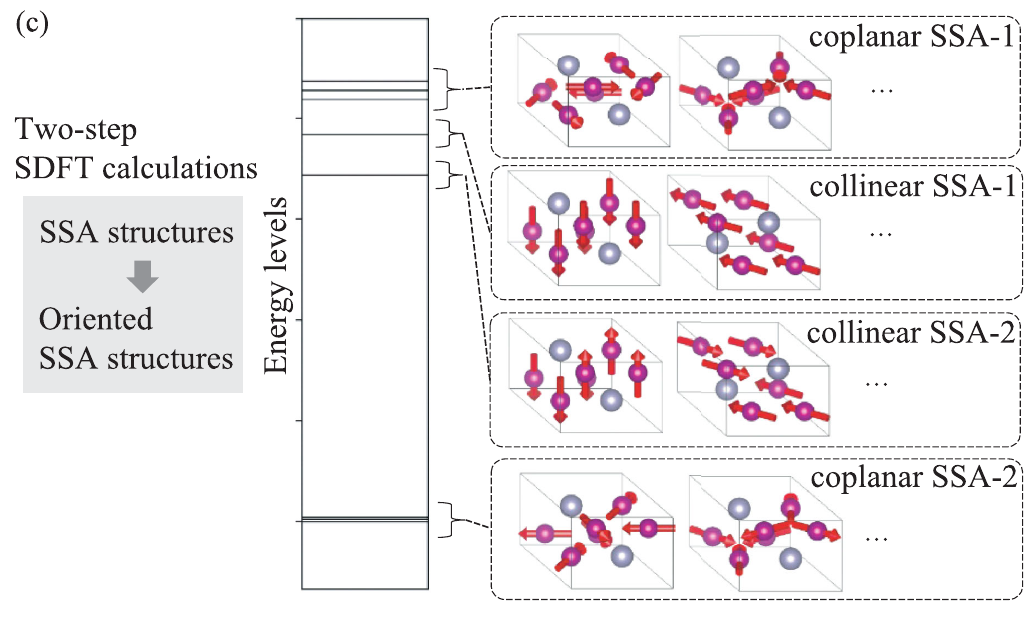 (c)
Two-step
SDFT calculations
SSA structures
Oriented
SSA structures
Energy levels
coplanar SSA-1
...
collinear SSA-1
...
collinear SSA-2
...
coplanar SSA-2
...